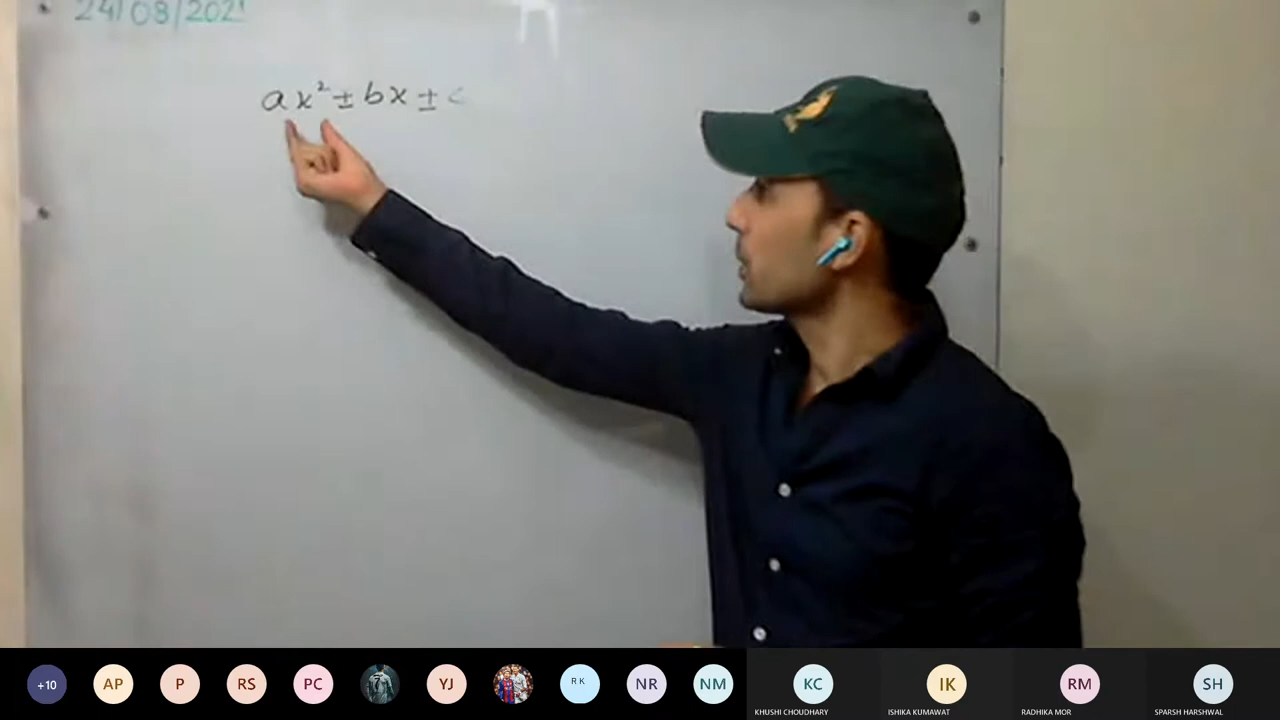 24/08/2021
ax² ± bx ± c
+10 AP P RS PC YJ RK NR NM KC IK RM SH
KHUSHI CHOUDHARY ISHIKA KUMAWAT RADHIKA MOR SPARSH HARSHWAL